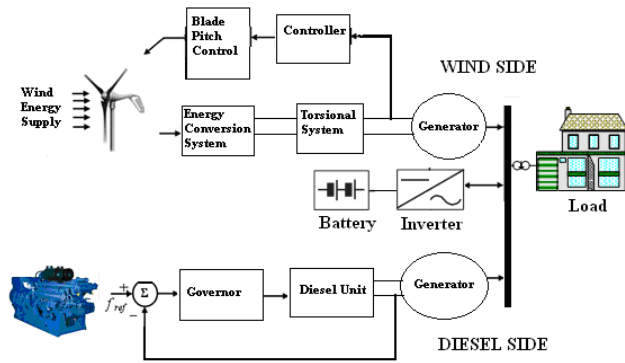 Blade
Pitch
Control
Controller
WIND SIDE
Wind
Energy
Supply
Energy
Conversion
System
Torsional
System
Generator
Battery
Inverter
Load
+
f ref
−
Σ
Governor
Diesel Unit
Generator
DIESEL SIDE